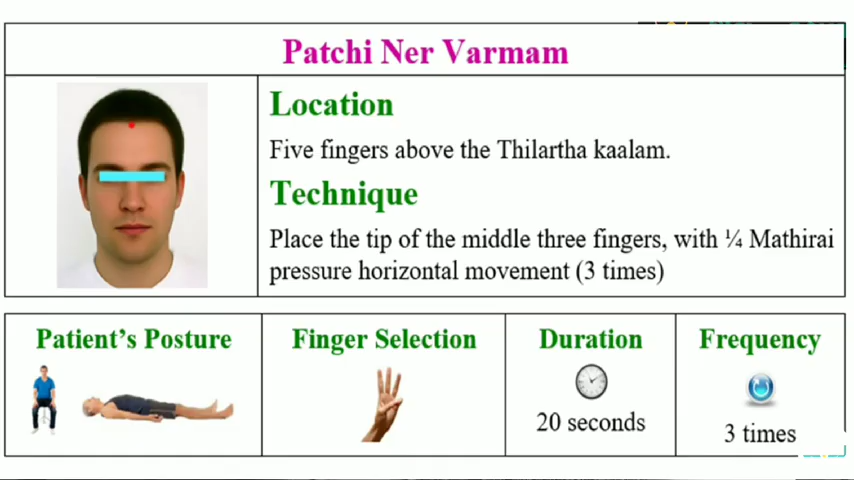 Patchi Ner Varmam
Location
Five fingers above the Thilartha kaalam.
Technique
Place the tip of the middle three fingers, with ¼ Mathirai
pressure horizontal movement (3 times)
Patient's Posture
Finger Selection
Duration
20 seconds
Frequency
3 times